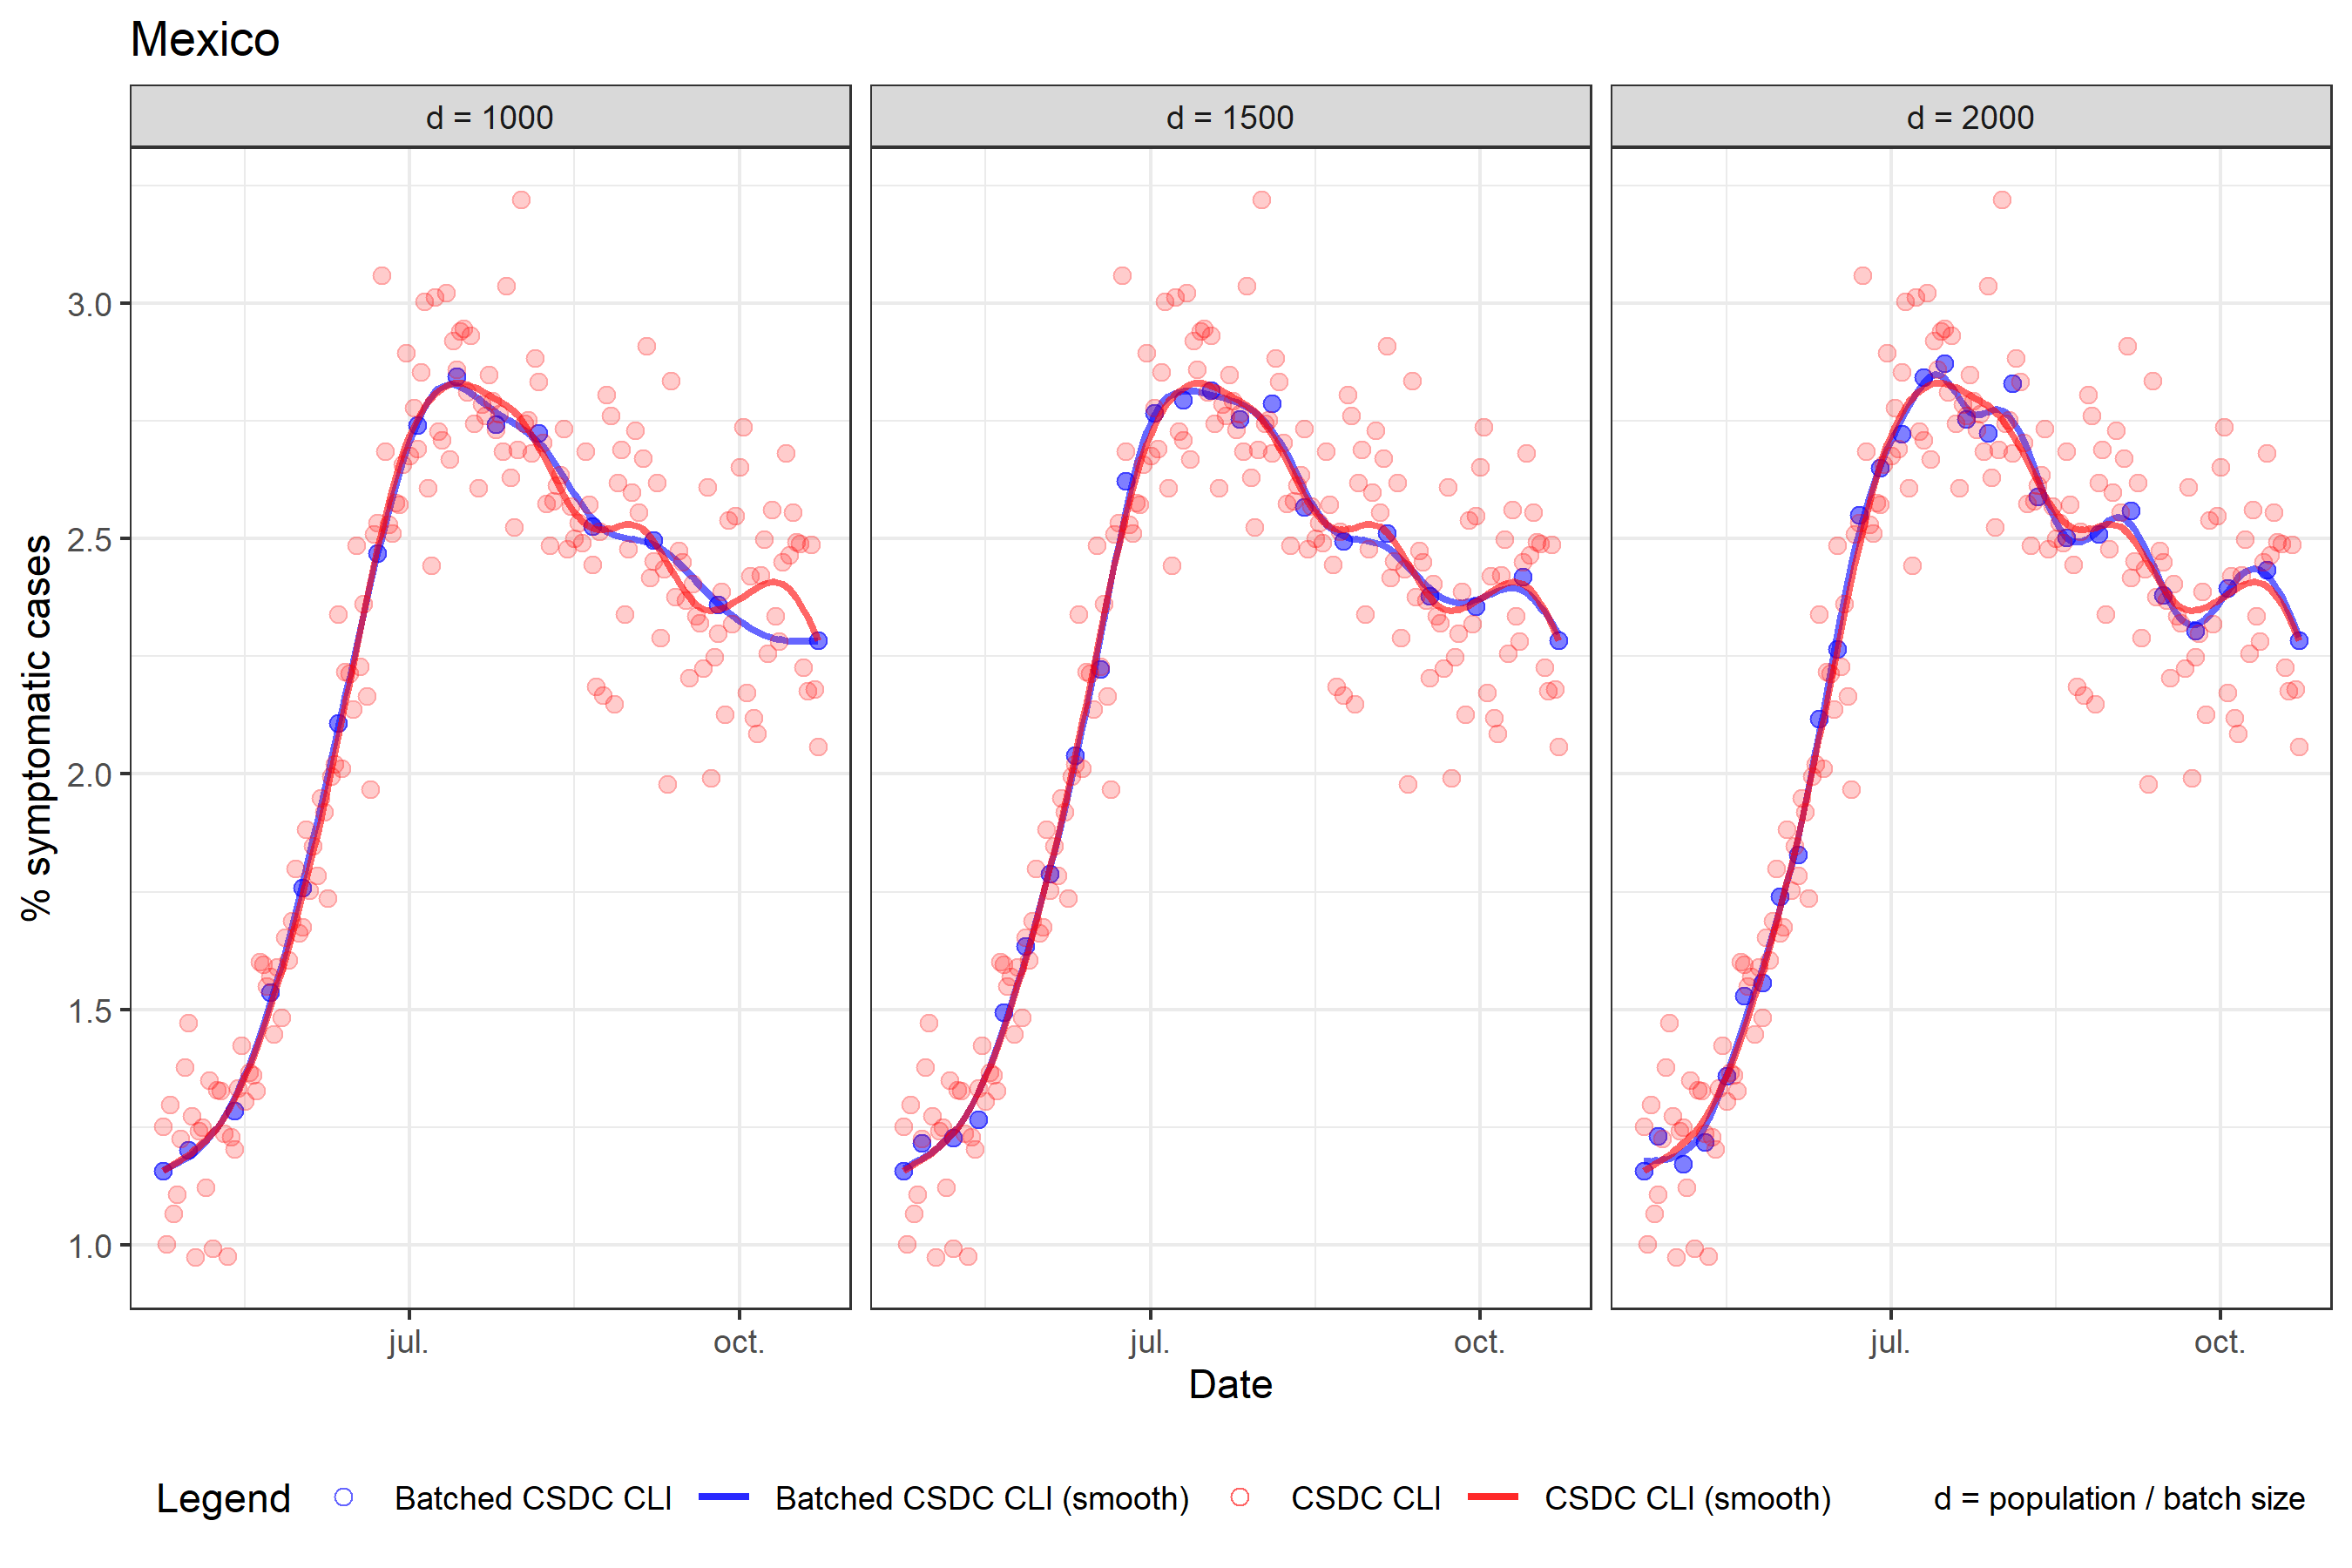 Mexico
d = 1000
d = 1500
d = 2000
% symptomatic cases
3.0
2.5
2.0
1.5
1.0
jul.
oct.
jul.
oct.
jul.
oct.
Date
Legend
Batched CSDC CLI
Batched CSDC CLI (smooth)
CSDC CLI
CSDC CLI (smooth)
d = population / batch size